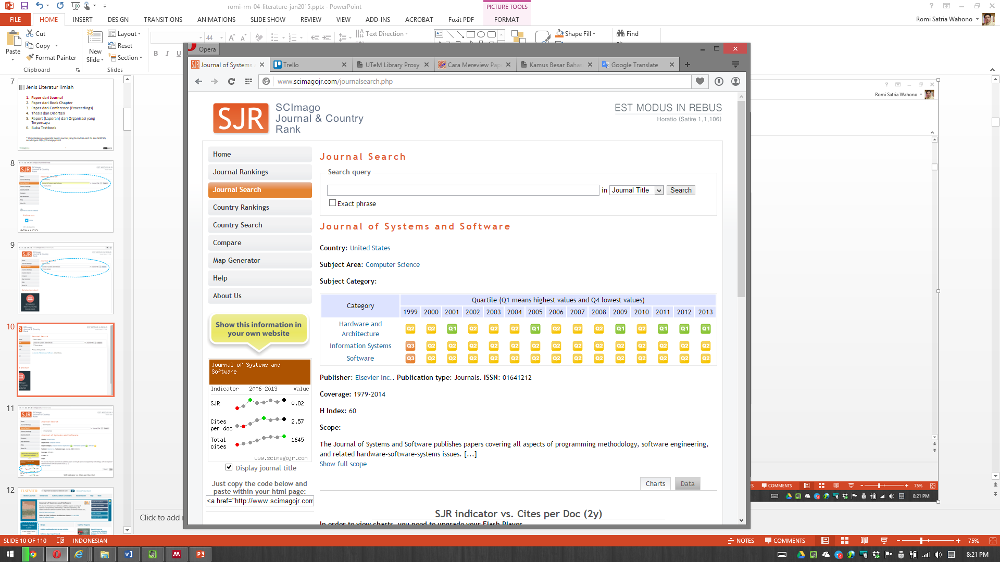 romi-rm-04-literature-jan2015.pptx - PowerPoint
PICTURE TOOLS
FILE HOME INSERT DESIGN TRANSITIONS ANIMATIONS SLIDE SHOW REVIEW VIEW ADD-INS ACROBAT Foxit PDF FORMAT
Romi Satria Wahono
Paste
Cut
Copy
Format Painter
Clipboard
New
Slide
Layout
Reset
Section
Slides
44
B I U
Text Direction
Shape Fill
Find
7
Jenis Literatur Ilmiah
1. Paper dari Journal
2. Paper dari Book Chapter
3. Paper dari Conference (Proceedings)
4. Thesis dan Disertasi
5. Report (Laporan) dari Organisasi yang
Terpercaya
6. Buku Textbook
8
9
10
11
12
Opera
Journal of Systems
Trello
UTeM Library Proxy
Cara Mereview Pap
Kamus Besar Bahas
Google Translate
www.scimagojr.com/journalsearch.php
SJR
SCImago
Journal & Country
Rank
EST MODUS IN REBUS
Horatio (Satire 1,1,106)
Home
Journal Rankings
Journal Search
Country Rankings
Country Search
Compare
Map Generator
Help
About Us
Show this information in
your own website
Journal of Systems and
Software
Indicator 2006-2013 Value
SJR 0.82
Cites
per doc 2.57
Total
cites 1645
www.scimagojr.com
Display journal title
Just copy the code below and
paste within your html page:
<a href="http://www.scimagojr.com
Journal Search
Search query
in Journal Title Search
Exact phrase
Journal of Systems and Software
Country: United States
Subject Area: Computer Science
Subject Category:
Category
Quartile (Q1 means highest values and Q4 lowest values)
1999 2000 2001 2002 2003 2004 2005 2006 2007 2008 2009 2010 2011 2012 2013
Hardware and
Architecture
Q2 Q2 Q1 Q2 Q2 Q2 Q1 Q2 Q2 Q2 Q1 Q2 Q1 Q1 Q1
Information Systems Q3 Q2 Q2 Q2 Q2 Q2 Q2 Q2 Q2 Q2 Q2 Q2 Q2 Q2 Q2
Software Q3 Q2 Q2 Q2 Q2 Q2 Q2 Q2 Q2 Q2 Q2 Q2 Q2 Q2 Q2
Publisher: Elsevier Inc.. Publication type: Journals. ISSN: 01641212
Coverage: 1979-2014
H Index: 60
Scope:
The Journal of Systems and Software publishes papers covering all aspects of programming methodology, software engineering,
and related hardware-software-systems issues. [...]
Show full scope
Charts Data
SJR indicator vs. Cites per Doc (2y)
In order to view charts, you need to upgrade your Flash Player
Romi Satria Wahono
COMMENTS
75%
8:21 PM
Click to add
SLIDE 10 OF 110
INDONESIAN
NOTES
COMMENTS
75%
8:21 PM